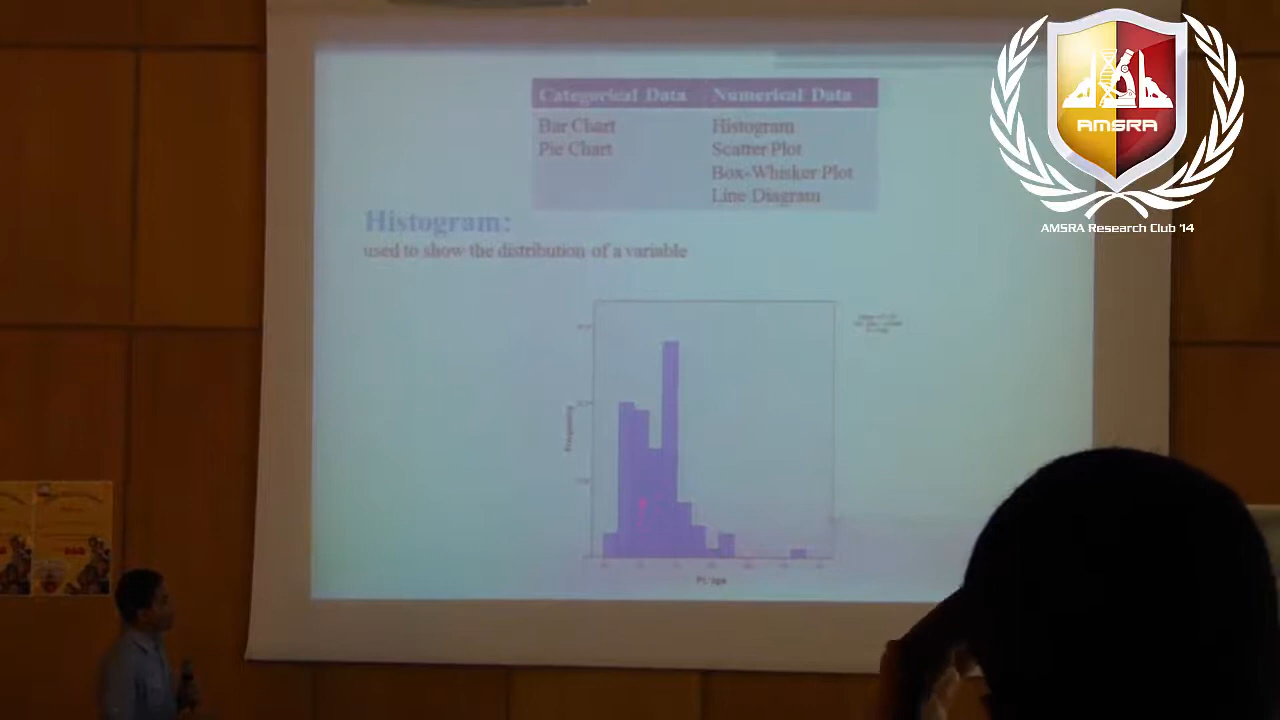 AMSRA
AMSRA Research Club '14
Categorical Data Numerical Data
Bar Chart Histogram
Pie Chart Scatter Plot
Box-Whisker Plot
Line Diagram
Histogram:
used to show the distribution of a variable
Frequency